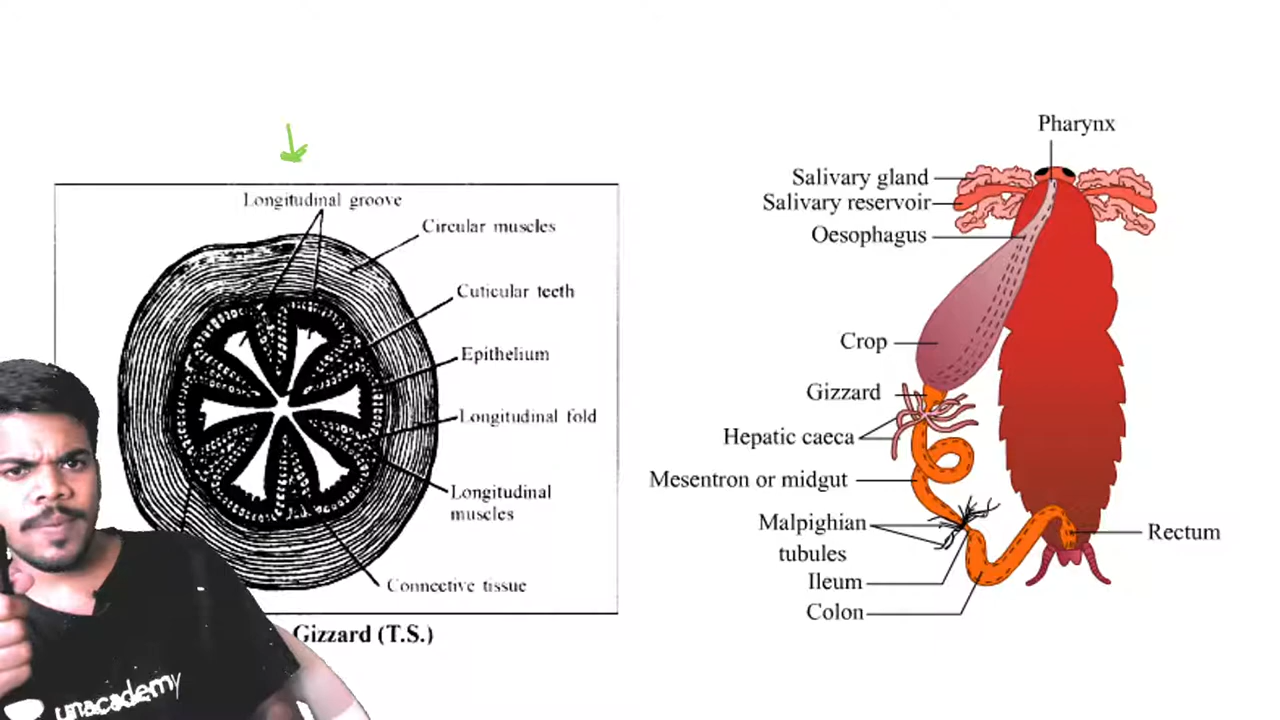 Longitudinal groove
Circular muscles
Cuticular teeth
Epithelium
Longitudinal fold
Longitudinal
muscles
Connective tissue
Gizzard (T.S.)
unacademy
Pharynx
Salivary gland
Salivary reservoir
Oesophagus
Crop
Gizzard
Hepatic caeca
Mesentron or midgut
Malpighian
tubules
Ileum
Colon
Rectum